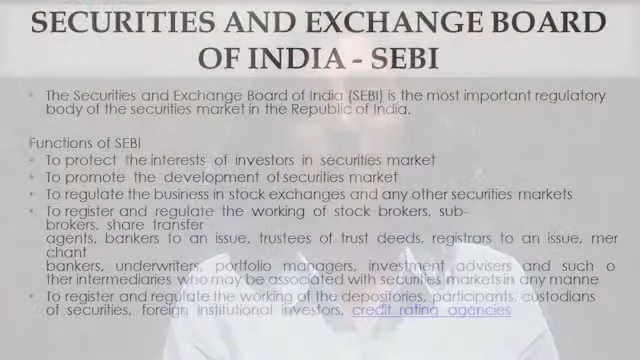 SECURITIES AND EXCHANGE BOARD
OF INDIA - SEBI
• The Securities and Exchange Board of India (SEBI) is the most important regulatory
body of the securities market in the Republic of India.
Functions of SEBI
• To protect the interests of investors in securities market
• To promote the development of securities market
• To regulate the business in stock exchanges and any other securities markets
• To register and regulate the working of stock brokers, sub-
brokers, share transfer
agents, bankers to an issue, trustees of trust deeds, registrars to an issue, mer
chant
bankers, underwriters, portfolio managers, investment advisers and such o
ther intermediaries who may be associated with securities markets in any manne
• To register and regulate the working of the depositories, participants, custodians
of securities, foreign institutional investors, credit rating agencies